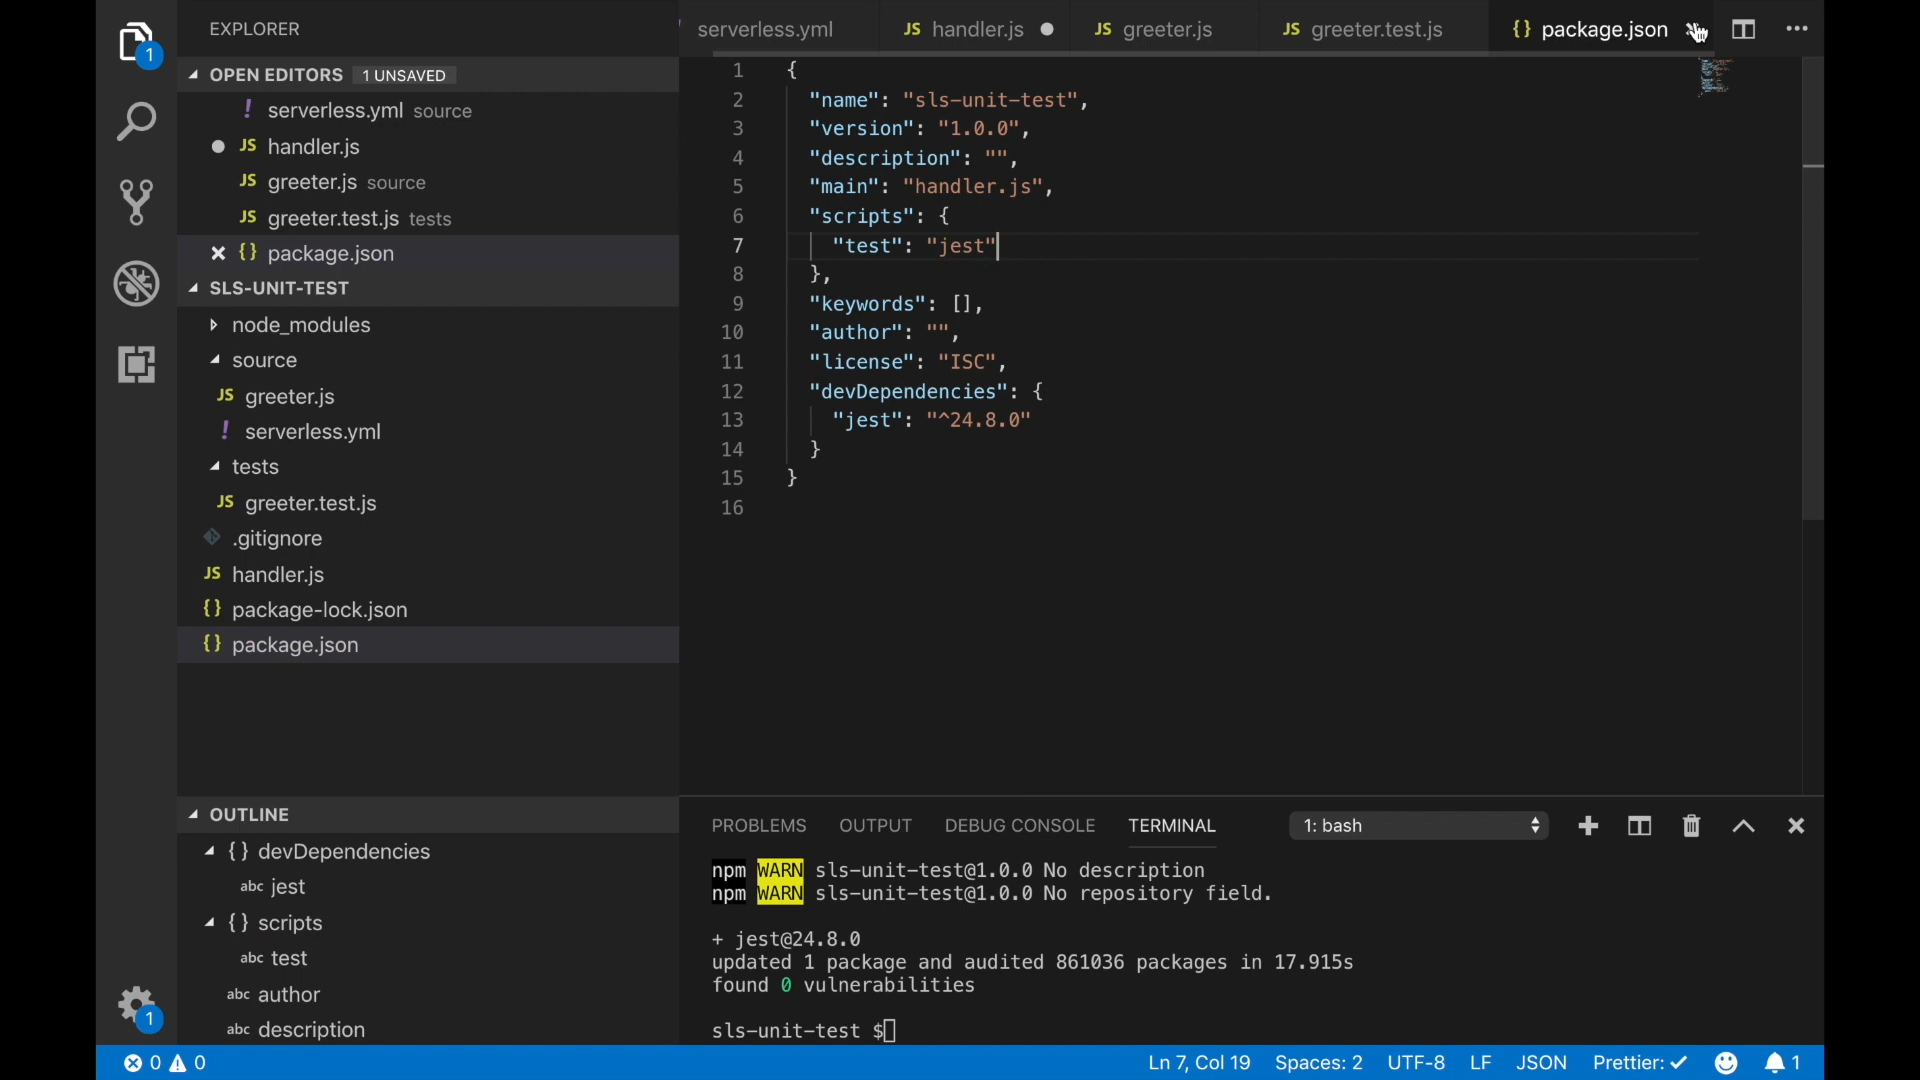 EXPLORER
OPEN EDITORS 1 UNSAVED
! serverless.yml source
JS handler.js
JS greeter.js source
JS greeter.test.js tests
{} package.json
SLS-UNIT-TEST
node_modules
source
JS greeter.js
! serverless.yml
tests
JS greeter.test.js
.gitignore
JS handler.js
{} package-lock.json
{} package.json
OUTLINE
{} devDependencies
abc jest
{} scripts
abc test
abc author
abc description
1
1
serverless.yml JS handler.js JS greeter.js JS greeter.test.js {} package.json
1 {
2 "name": "sls-unit-test",
3 "version": "1.0.0",
4 "description": "",
5 "main": "handler.js",
6 "scripts": {
7 "test": "jest"
8 },
9 "keywords": [],
10 "author": "",
11 "license": "ISC",
12 "devDependencies": {
13 "jest": "^24.8.0"
14 }
15 }
16
PROBLEMS OUTPUT DEBUG CONSOLE TERMINAL 1: bash
npm WARN sls-unit-test@1.0.0 No description
npm WARN sls-unit-test@1.0.0 No repository field.
+ jest@24.8.0
updated 1 package and audited 861036 packages in 17.915s
found 0 vulnerabilities
sls-unit-test $
0 0 Ln 7, Col 19 Spaces: 2 UTF-8 LF JSON Prettier: ✓ 1